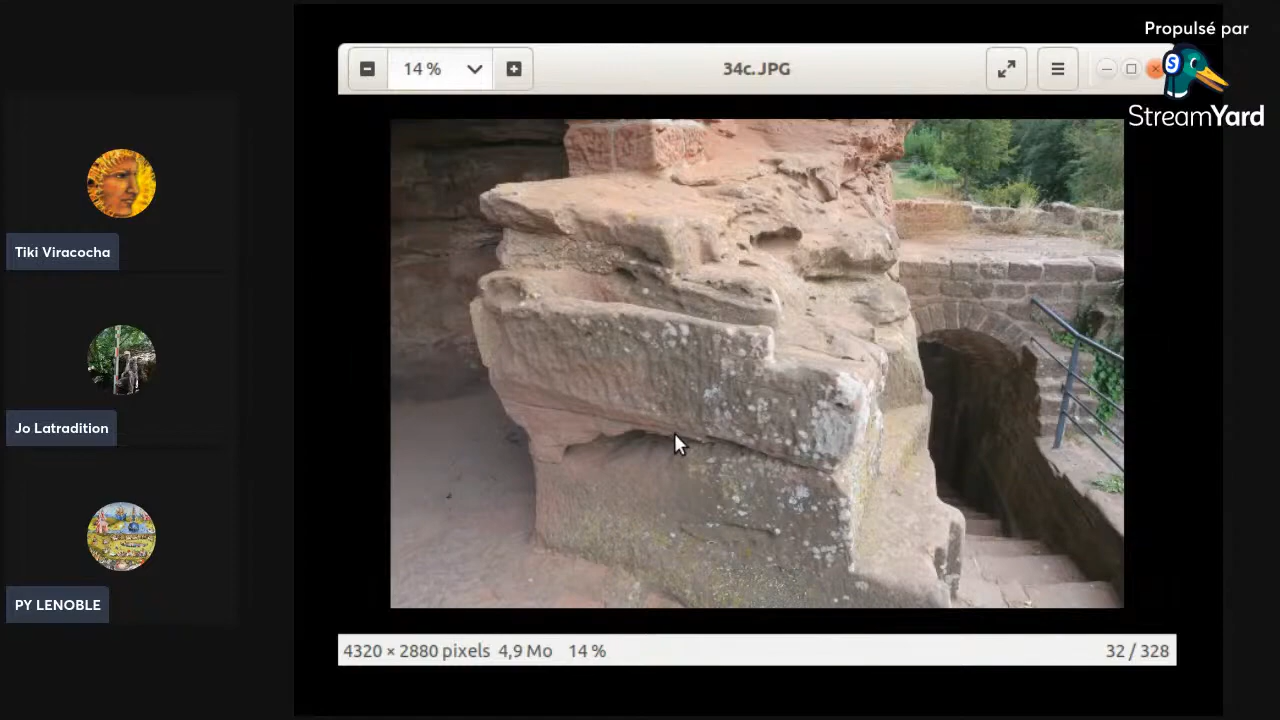 Propulsé par
StreamYard
14 %
34c.JPG
Tiki Viracocha
Jo Latradition
PY LENOBLE
4320 × 2880 pixels 4,9 Mo 14 %
32 / 328